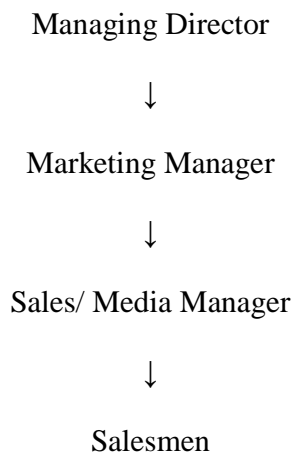 Managing Director
↓
Marketing Manager
↓
Sales/ Media Manager
↓
Salesmen